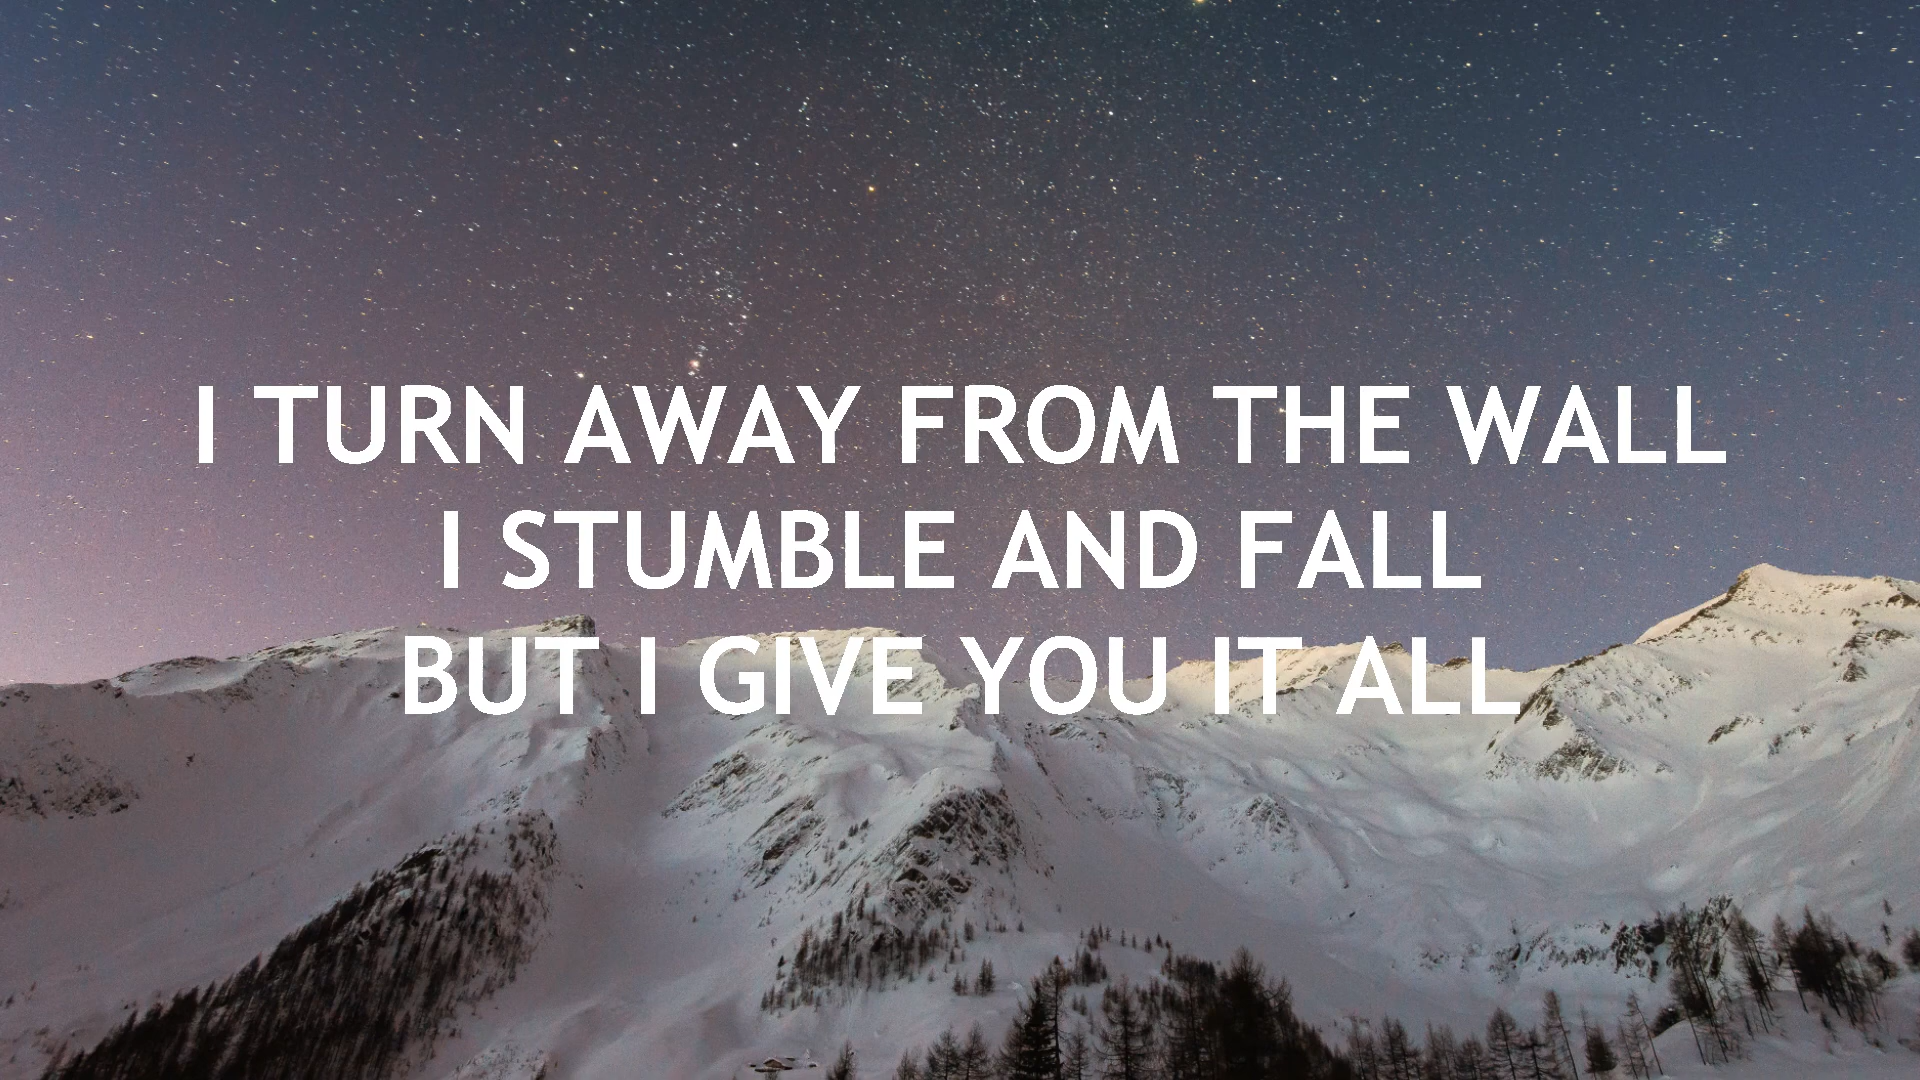 I TURN AWAY FROM THE WALL
I STUMBLE AND FALL
BUT I GIVE YOU IT ALL